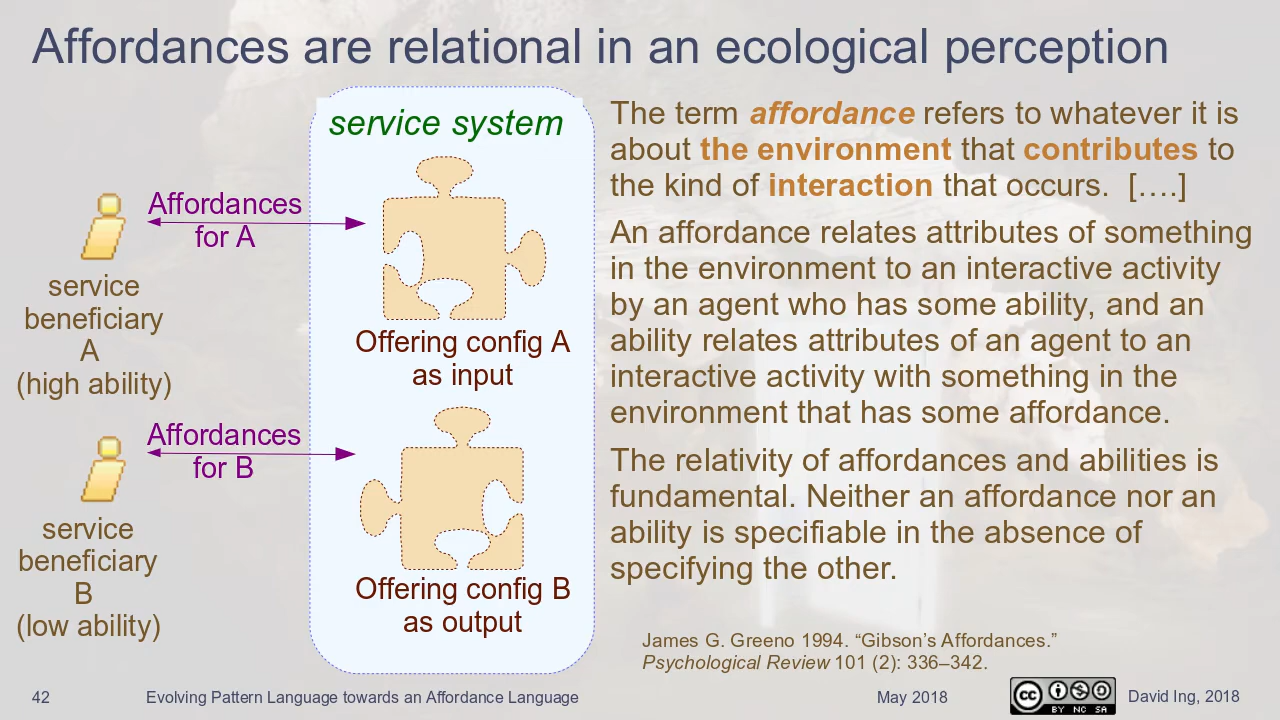 Affordances are relational in an ecological perception
service system
Affordances
for A
service
beneficiary
A
(high ability)
Offering config A
as input
Affordances
for B
service
beneficiary
B
(low ability)
Offering config B
as output
The term affordance refers to whatever it is
about the environment that contributes to
the kind of interaction that occurs.  [….]
An affordance relates attributes of something
in the environment to an interactive activity
by an agent who has some ability, and an
ability relates attributes of an agent to an
interactive activity with something in the
environment that has some affordance.
The relativity of affordances and abilities is
fundamental. Neither an affordance nor an
ability is specifiable in the absence of
specifying the other.
James G. Greeno 1994. “Gibson’s Affordances.”
Psychological Review 101 (2): 336–342.
42
Evolving Pattern Language towards an Affordance Language
May 2018
cc
BY NC SA
David Ing, 2018